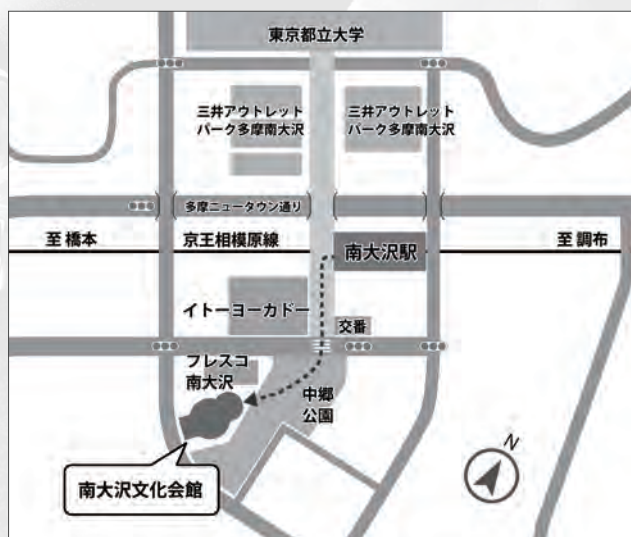 東京都立大学
三井アウトレット
パーク多摩南大沢
三井アウトレット
パーク多摩南大沢
多摩ニュータウン通り
至 橋本
京王相模原線
南大沢駅
至 調布
イトーヨーカドー
交番
フレスコ
南大沢
中郷
公園
南大沢文化会館
N